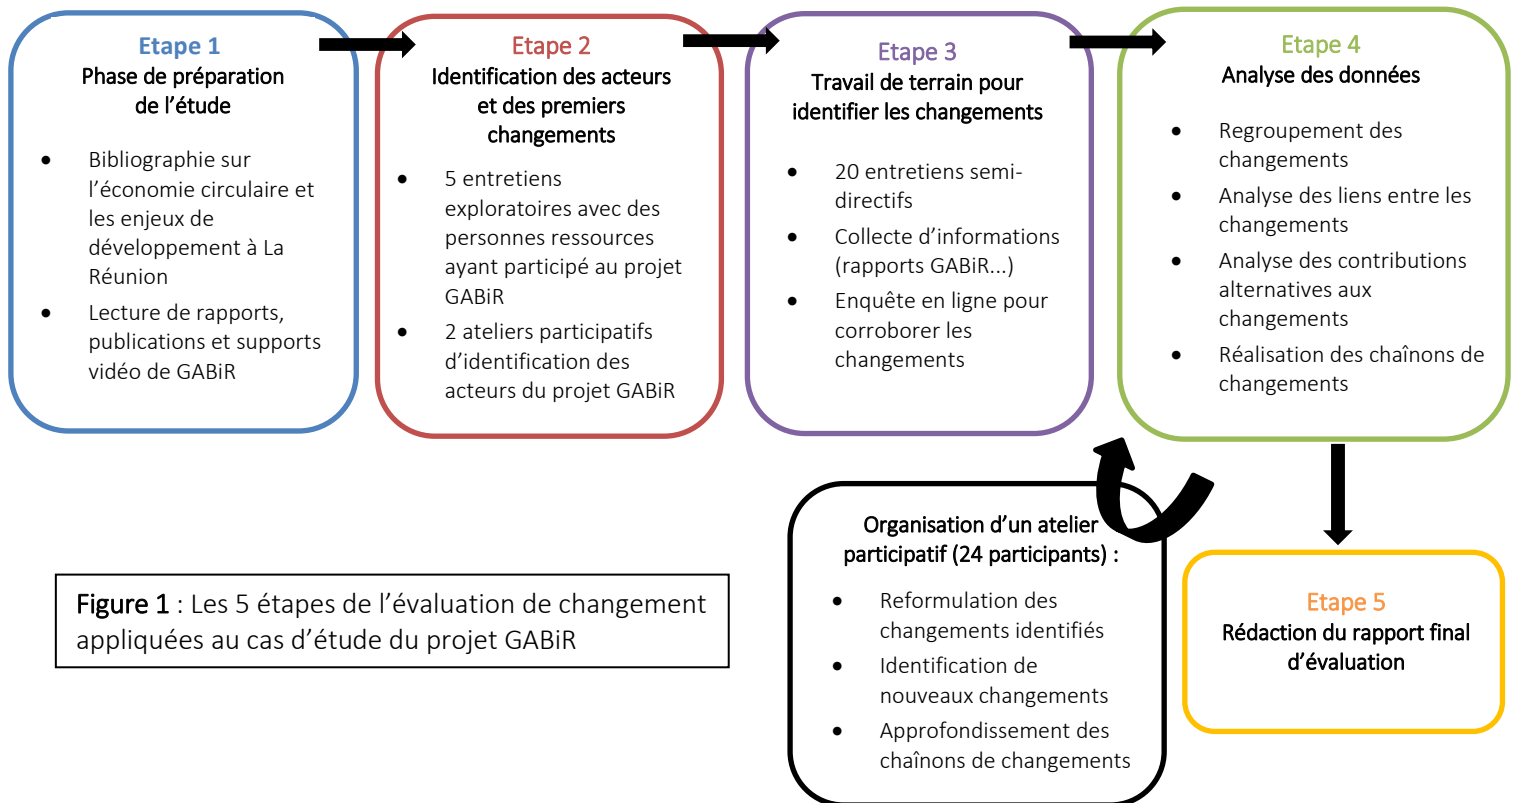 Etape 1
Phase de préparation
de l’étude
• Bibliographie sur
l’économie circulaire et
les enjeux de
développement à La
Réunion
• Lecture de rapports,
publications et supports
vidéo de GABiR
Etape 2
Identification des acteurs
et des premiers
changements
• 5 entretiens
exploratoires avec des
personnes ressources
ayant participé au projet
GABiR
• 2 ateliers participatifs
d’identification des
acteurs du projet GABiR
Etape 3
Travail de terrain pour
identifier les changements
• 20 entretiens semi-
directifs
• Collecte d’informations
(rapports GABiR...)
• Enquête en ligne pour
corroborer les
changements
Etape 4
Analyse des données
• Regroupement des
changements
• Analyse des liens entre les
changements
• Analyse des contributions
alternatives aux
changements
• Réalisation des chaînons de
changements
Organisation d’un atelier
participatif (24 participants) :
• Reformulation des
changements identifiés
• Identification de
nouveaux changements
• Approfondissement des
chaînons de changements
Etape 5
Rédaction du rapport final
d’évaluation
Figure 1 : Les 5 étapes de l’évaluation de changement
appliquées au cas d’étude du projet GABiR